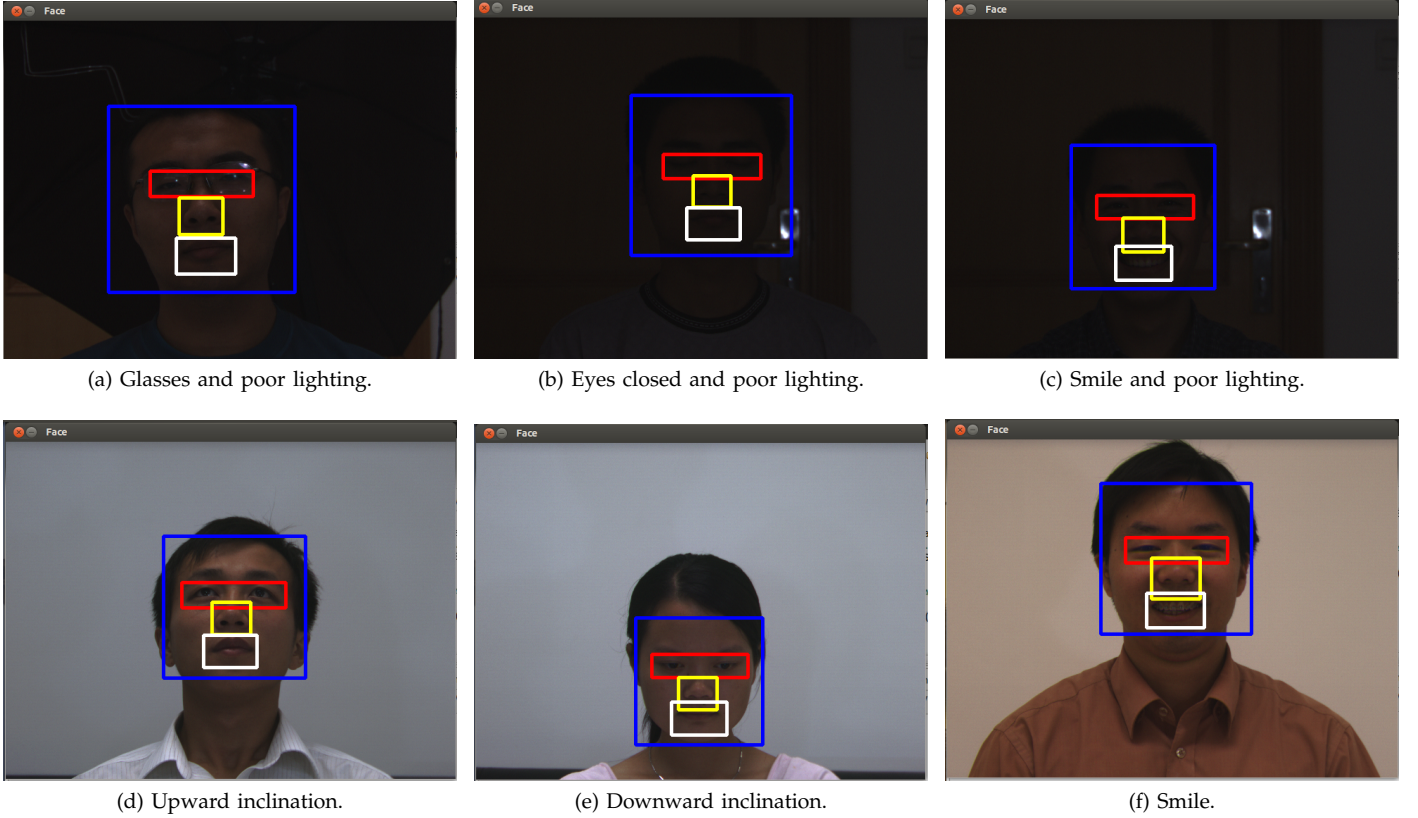 Face
Face
Face
(a) Glasses and poor lighting.
(b) Eyes closed and poor lighting.
(c) Smile and poor lighting.
Face
Face
Face
(d) Upward inclination.
(e) Downward inclination.
(f) Smile.